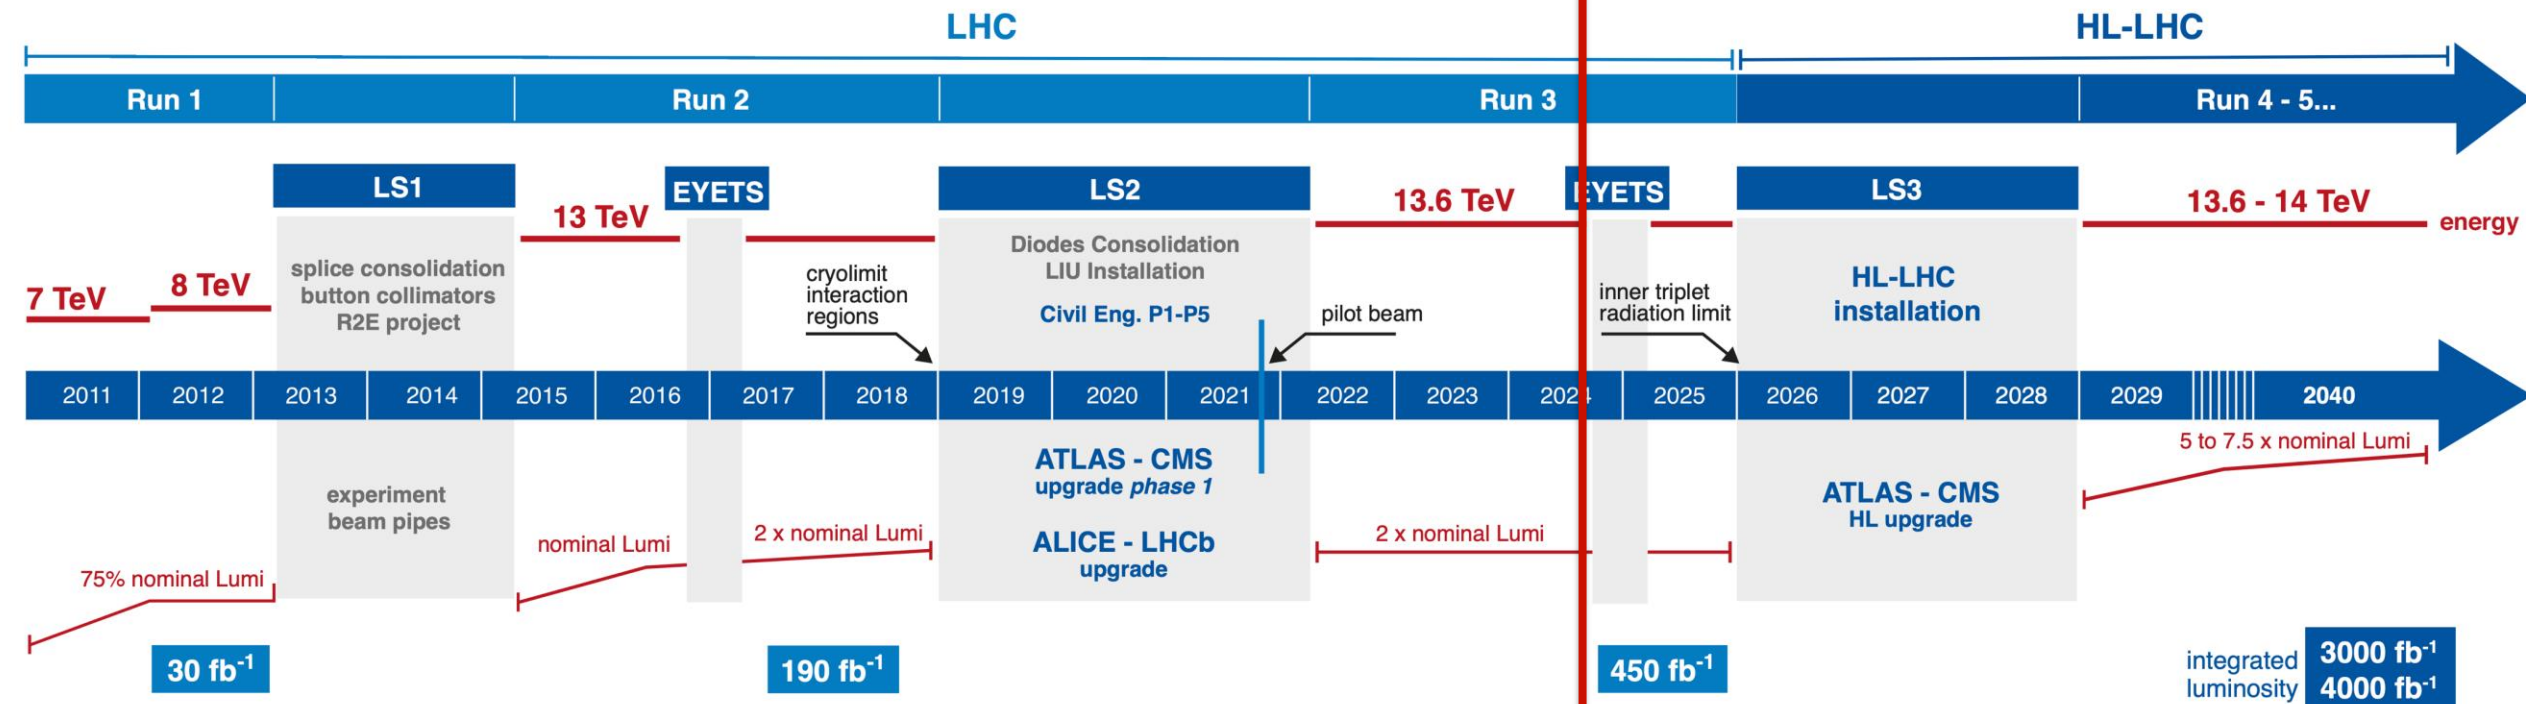 LHC
HL-LHC
Run 1
Run 2
Run 3
Run 4 - 5...
LS1
EYETS
LS2
EYETS
LS3
13 TeV
13.6 TeV
13.6 - 14 TeV
energy
7 TeV
8 TeV
splice consolidation
button collimators
R2E project
cryolimit
interaction
regions
Diodes Consolidation
LIU Installation
Civil Eng. P1-P5
pilot beam
inner triplet
radiation limit
HL-LHC
installation
2011
2012
2013
2014
2015
2016
2017
2018
2019
2020
2021
2022
2023
2024
2025
2026
2027
2028
2029
2040
5 to 7.5 x nominal Lumi
experiment
beam pipes
ATLAS - CMS
upgrade phase 1
ALICE - LHCb
upgrade
ATLAS - CMS
HL upgrade
75% nominal Lumi
nominal Lumi
2 x nominal Lumi
2 x nominal Lumi
30 fb⁻¹
190 fb⁻¹
450 fb⁻¹
integrated
luminosity
3000 fb⁻¹
4000 fb⁻¹